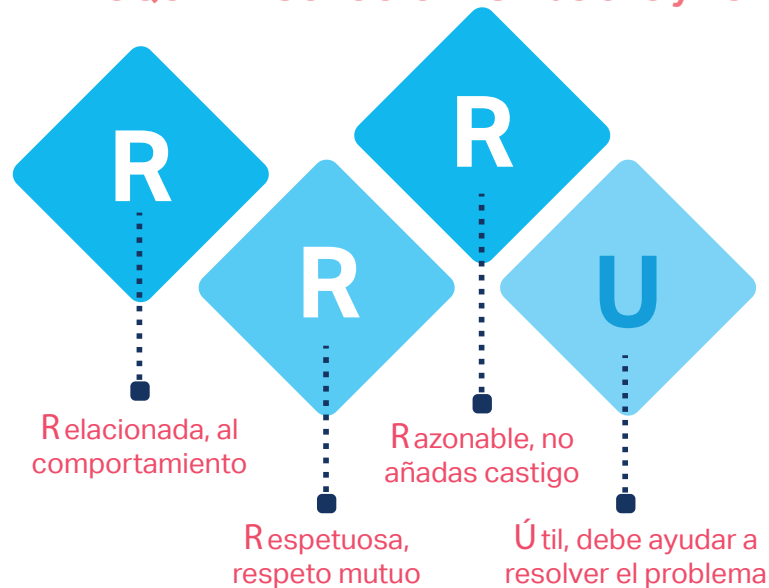 R
R
R
U
Relacionada, al
comportamiento
Respetuosa,
respeto mutuo
Razonable, no
añadas castigo
Útil, debe ayudar a
resolver el problema